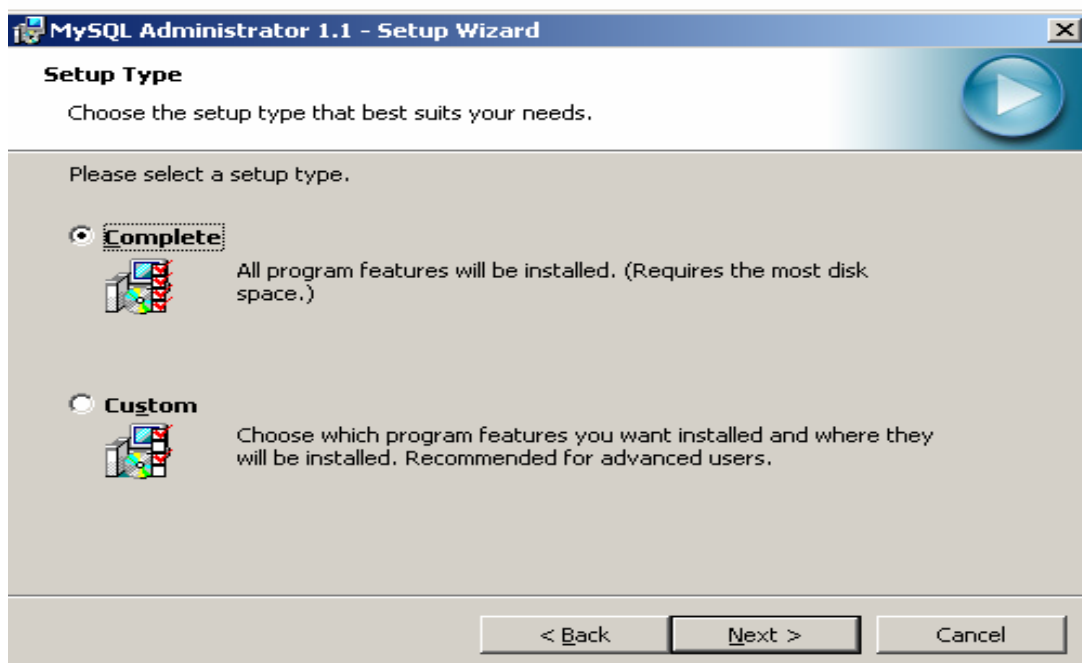 MySQL Administrator 1.1 - Setup Wizard
Setup Type
Choose the setup type that best suits your needs.
Please select a setup type.
Complete
All program features will be installed. (Requires the most disk
space.)
Custom
Choose which program features you want installed and where they
will be installed. Recommended for advanced users.
< Back
Next >
Cancel